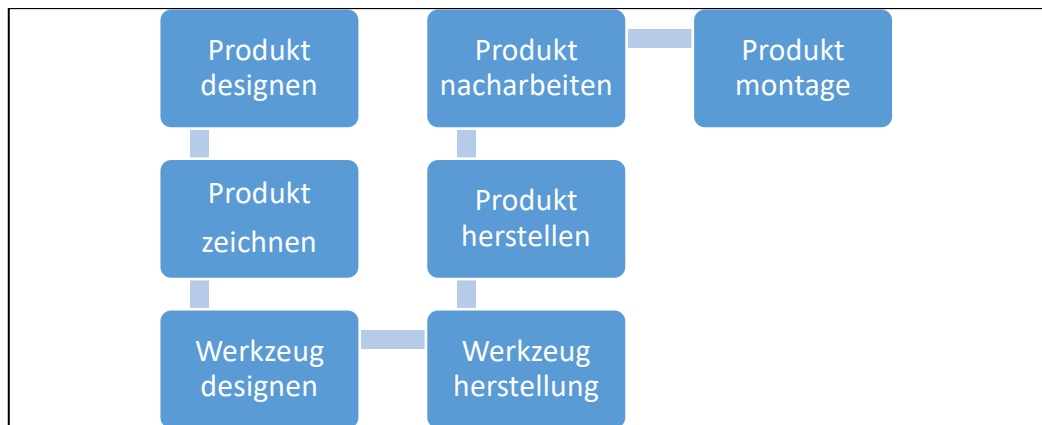 Produkt
designen
Produkt
zeichnen
Werkzeug
designen
Werkzeug
herstellung
Produkt
herstellen
Produkt
nacharbeiten
Produkt
montage